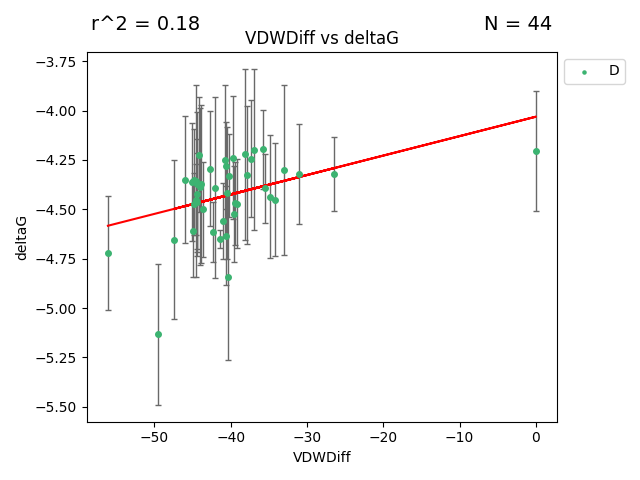 r^2 = 0.18
N = 44
VDWDiff vs deltaG
D
−3.75
−4.00
−4.25
−4.50
−4.75
−5.00
−5.25
−5.50
deltaG
−50
−40
−30
−20
−10
0
VDWDiff